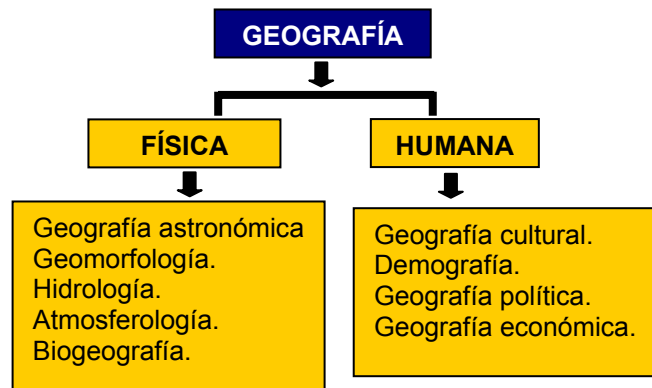 GEOGRAFÍA
FÍSICA
HUMANA
Geografía astronómica
Geomorfología.
Hidrología.
Atmosferología.
Biogeografía.
Geografía cultural.
Demografía.
Geografía política.
Geografía económica.